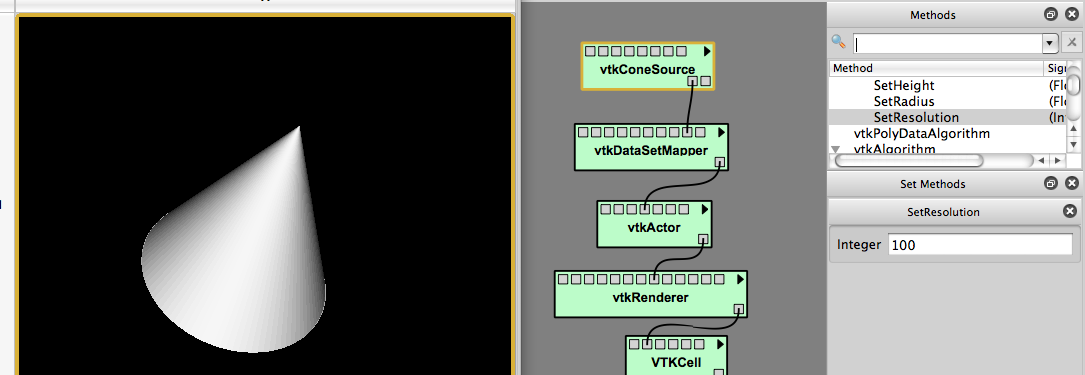 vtkConeSource
vtkDataSetMapper
vtkActor
vtkRenderer
VTKCell
Methods
Method Sig
SetHeight (Fl
SetRadius (Fl
SetResolution (In
vtkPolyDataAlgorithm
vtkAlgorithm
Set Methods
SetResolution
Integer 100